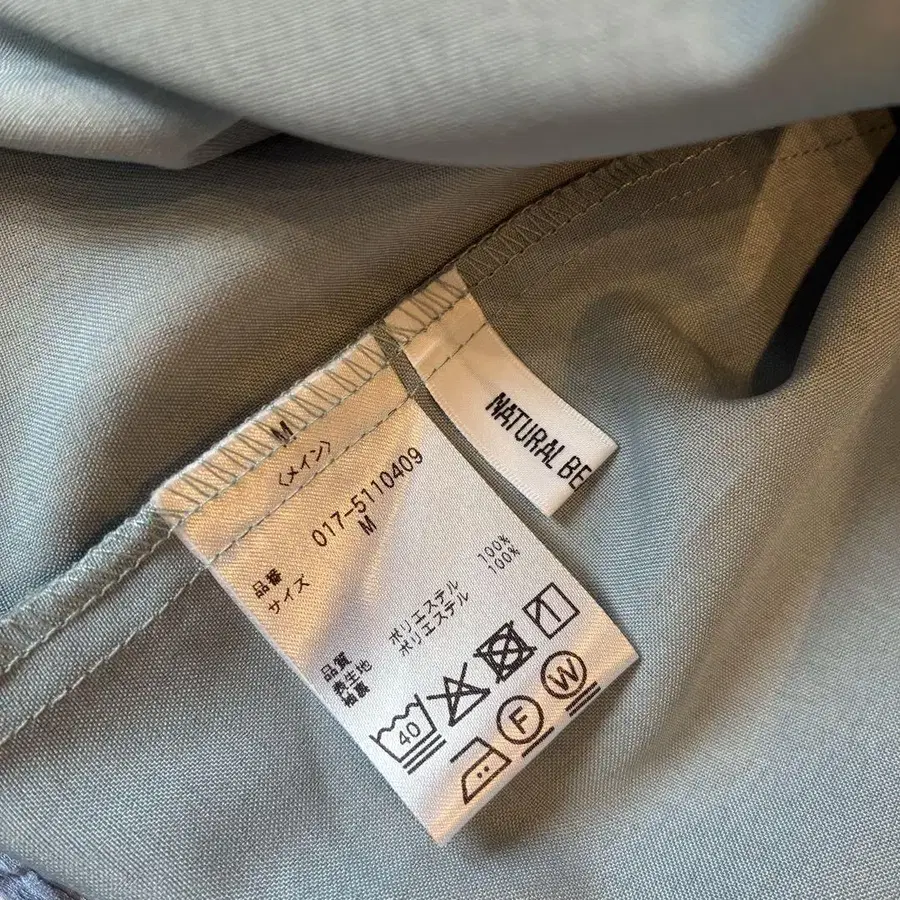 M
〈メイン〉
品番 017-5110409
サイズ M
品質
表生地 ポリエステル 100%
袖裏 ポリエステル 100%
40
F
W
NATURAL BE